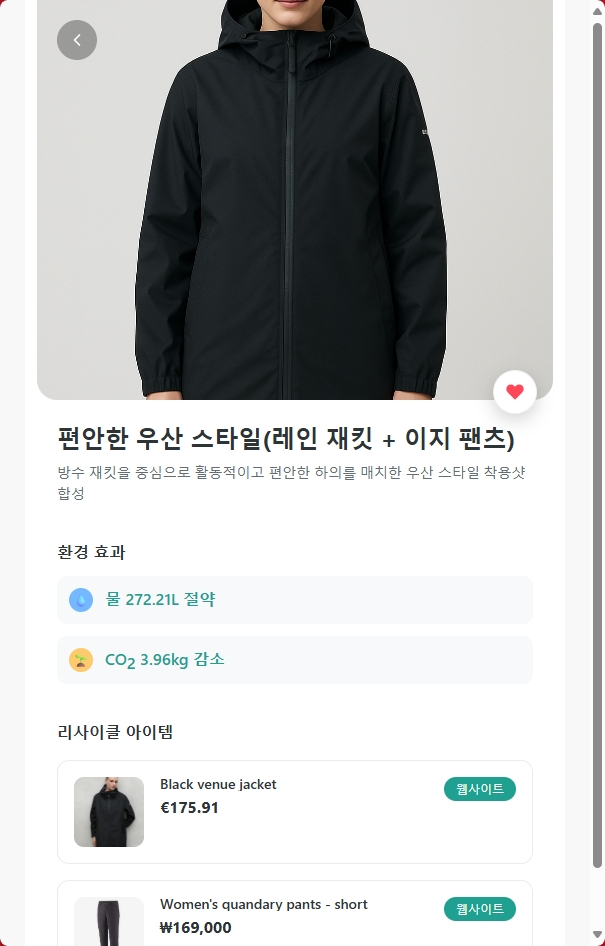 편안한 우산 스타일(레인 재킷 + 이지 팬츠)
방수 재킷을 중심으로 활동적이고 편안한 하의를 매치한 우산 스타일 착용샷
합성
환경 효과
물 272.21L 절약
CO2 3.96kg 감소
리사이클 아이템
Black venue jacket
웹사이트
€175.91
Women's quandary pants - short
웹사이트
₩169,000